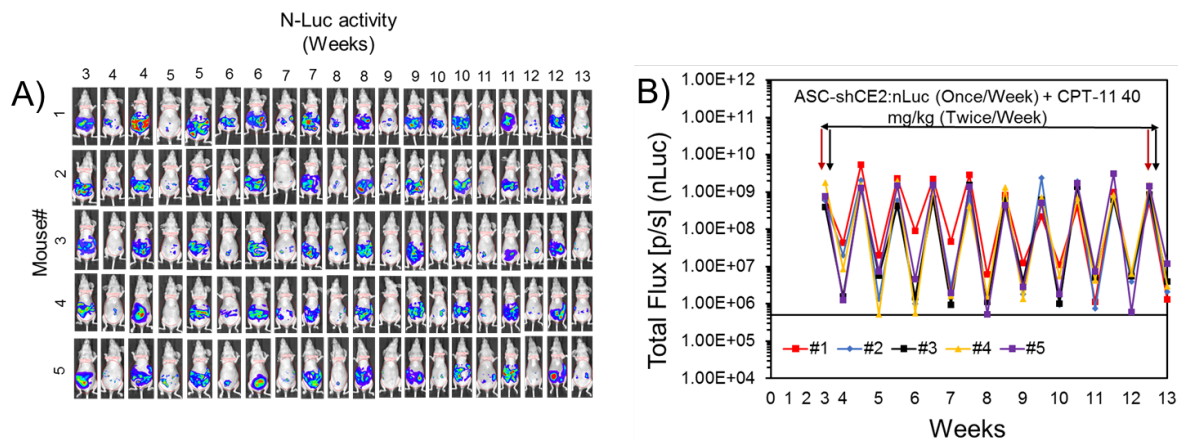 N-Luc activity
(Weeks)
A)
3 4 4 5 5 6 6 7 7 8 8 9 9 10 10 11 11 12 12 13
Mouse#
1
2
3
4
5
B)
Total Flux [p/s] (nLuc)
1.00E+12
1.00E+11
1.00E+10
1.00E+09
1.00E+08
1.00E+07
1.00E+06
1.00E+05
1.00E+04
ASC-shCE2:nLuc (Once/Week) + CPT-11 40
mg/kg (Twice/Week)
#1 #2 #3 #4 #5
0 1 2 3 4 5 6 7 8 9 10 11 12 13
Weeks